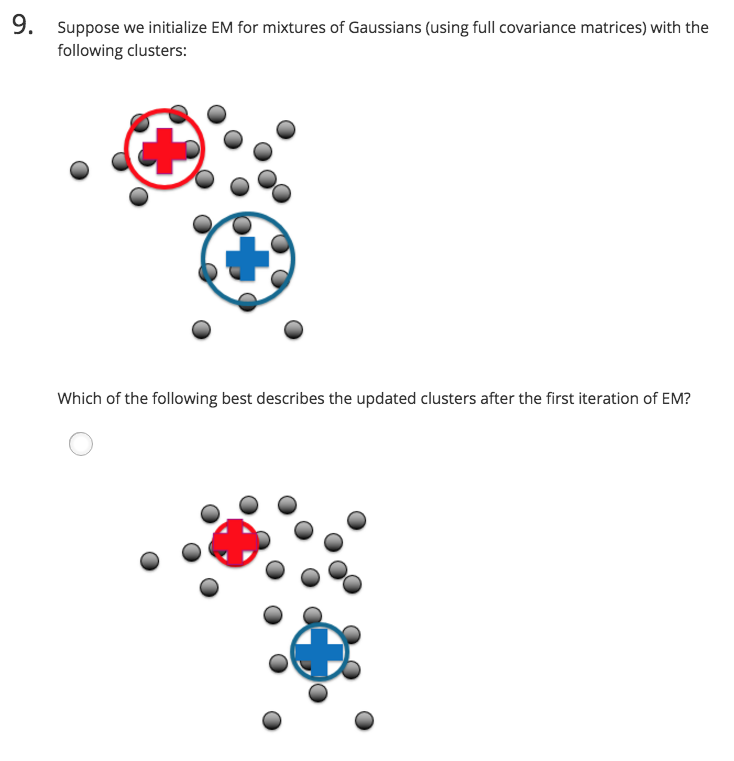 9. Suppose we initialize EM for mixtures of Gaussians (using full covariance matrices) with the
following clusters:
Which of the following best describes the updated clusters after the first iteration of EM?